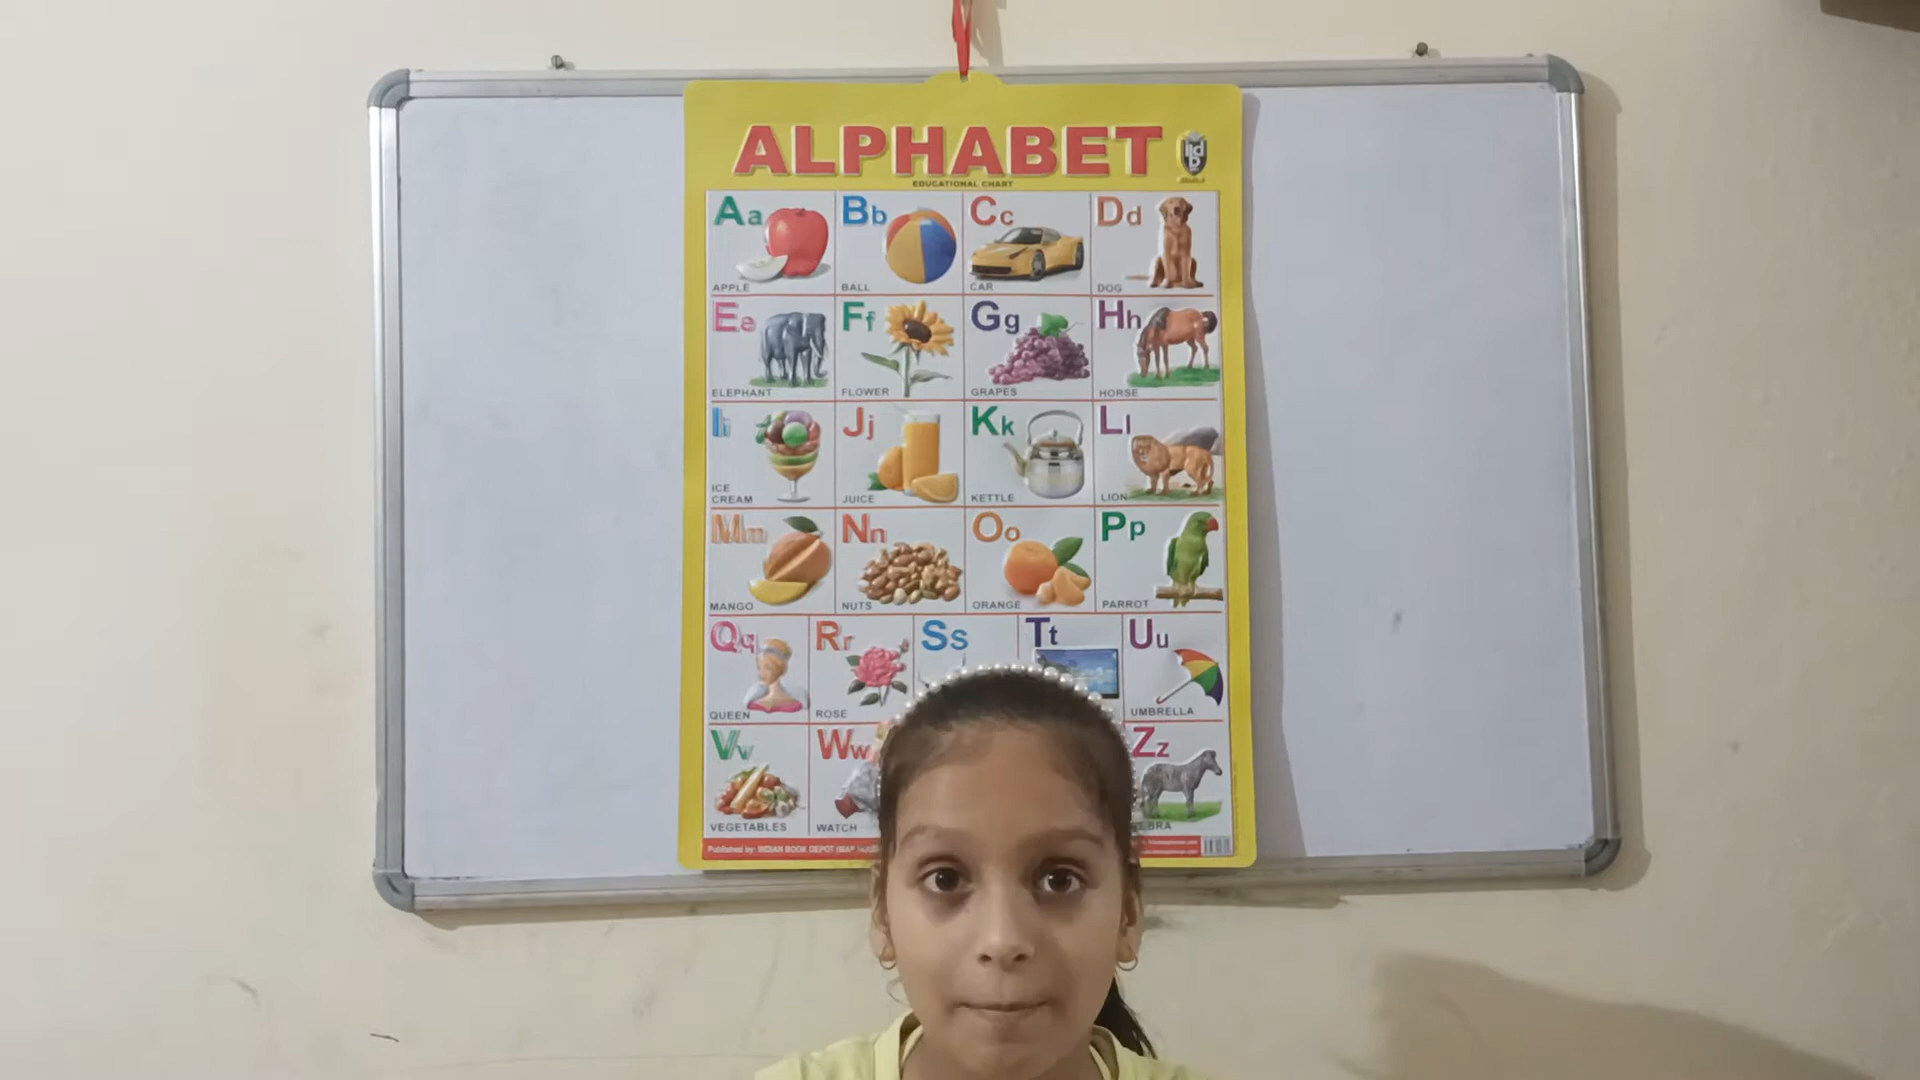 ALPHABET
EDUCATIONAL CHART
Aa Bb Cc Dd
APPLE BALL CAR DOG
Ee Ff Gg Hh
ELEPHANT FLOWER GRAPES HORSE
Ii Jj Kk Ll
ICE
CREAM JUICE KETTLE LION
Mm Nn Oo Pp
MANGO NUTS ORANGE PARROT
Qq Rr Ss Tt Uu
QUEEN ROSE UMBRELLA
Vv Ww Zz
VEGETABLES WATCH BRA
Published by: INDIAN BOOK DEPOT